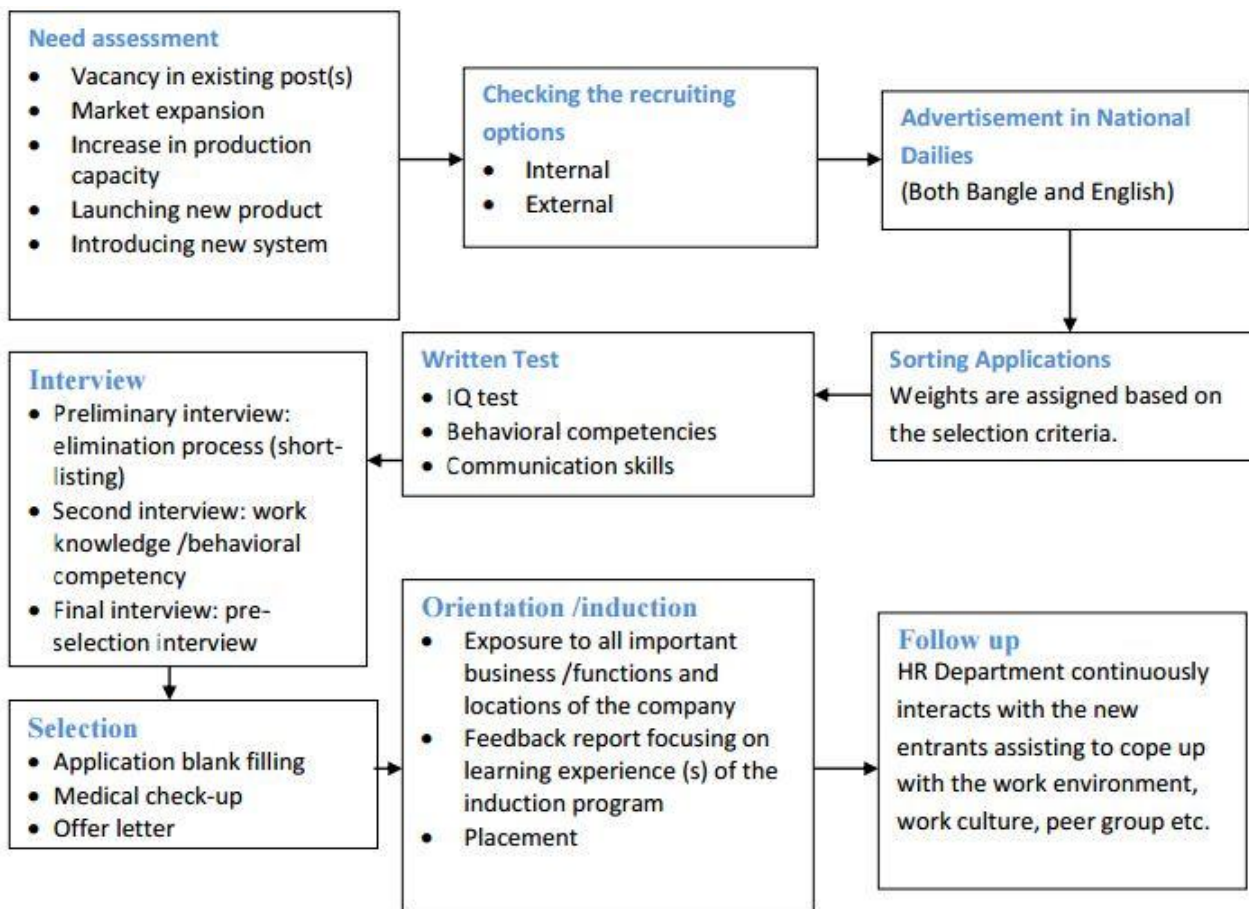 Need assessment
• Vacancy in existing post(s)
• Market expansion
• Increase in production
capacity
• Launching new product
• Introducing new system
Checking the recruiting
options
• Internal
• External
Advertisement in National
Dailies
(Both Bangle and English)
Sorting Applications
Weights are assigned based on
the selection criteria.
Written Test
• IQ test
• Behavioral competencies
• Communication skills
Interview
• Preliminary interview:
elimination process (short-
listing)
• Second interview: work
knowledge /behavioral
competency
• Final interview: pre-
selection interview
Selection
• Application blank filling
• Medical check-up
• Offer letter
Orientation /induction
• Exposure to all important
business /functions and
locations of the company
• Feedback report focusing on
learning experience (s) of the
induction program
• Placement
Follow up
HR Department continuously
interacts with the new
entrants assisting to cope up
with the work environment,
work culture, peer group etc.